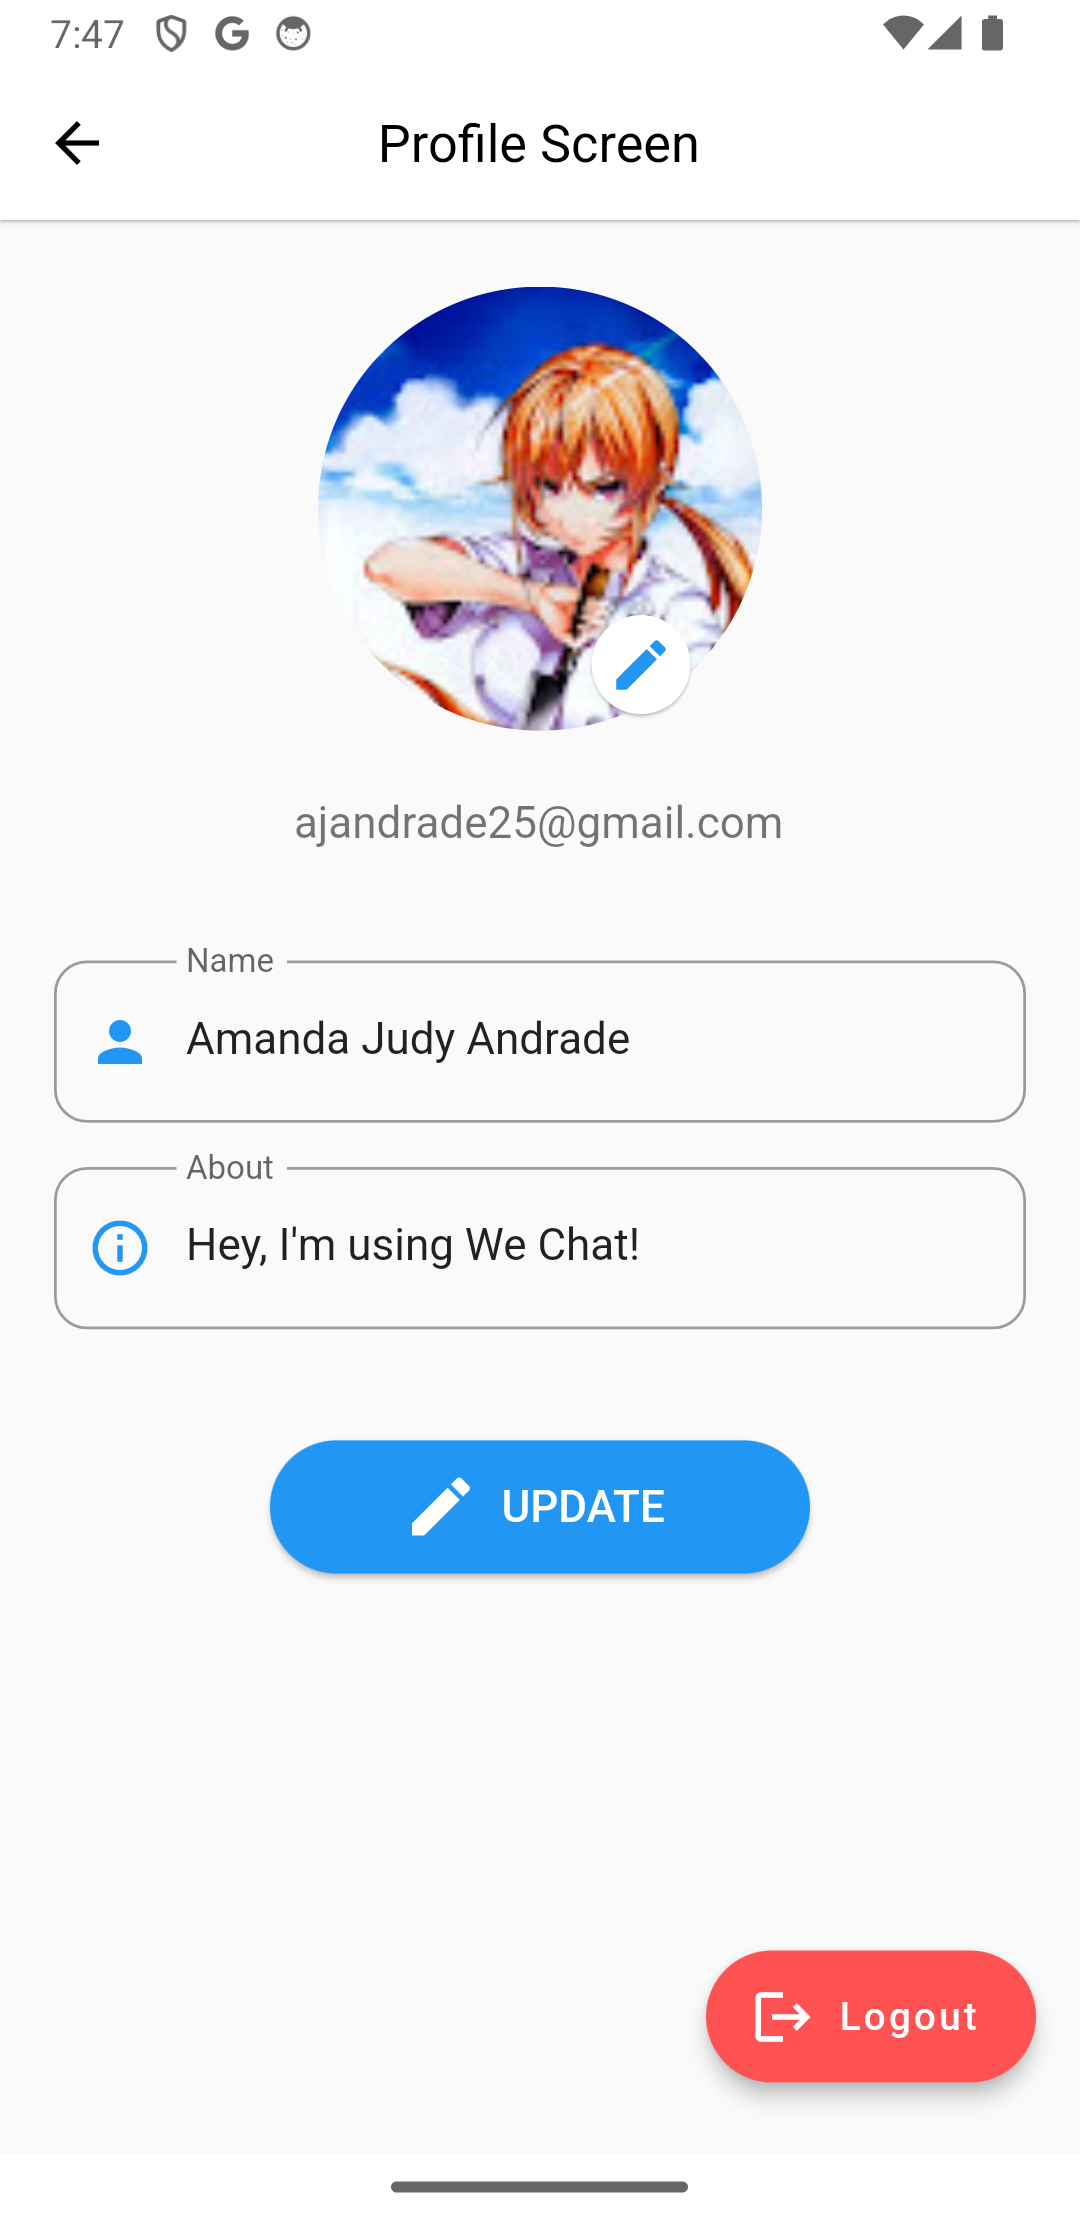 7:47
Profile Screen
ajandrade25@gmail.com
Name
Amanda Judy Andrade
About
Hey, I'm using We Chat!
UPDATE
Logout